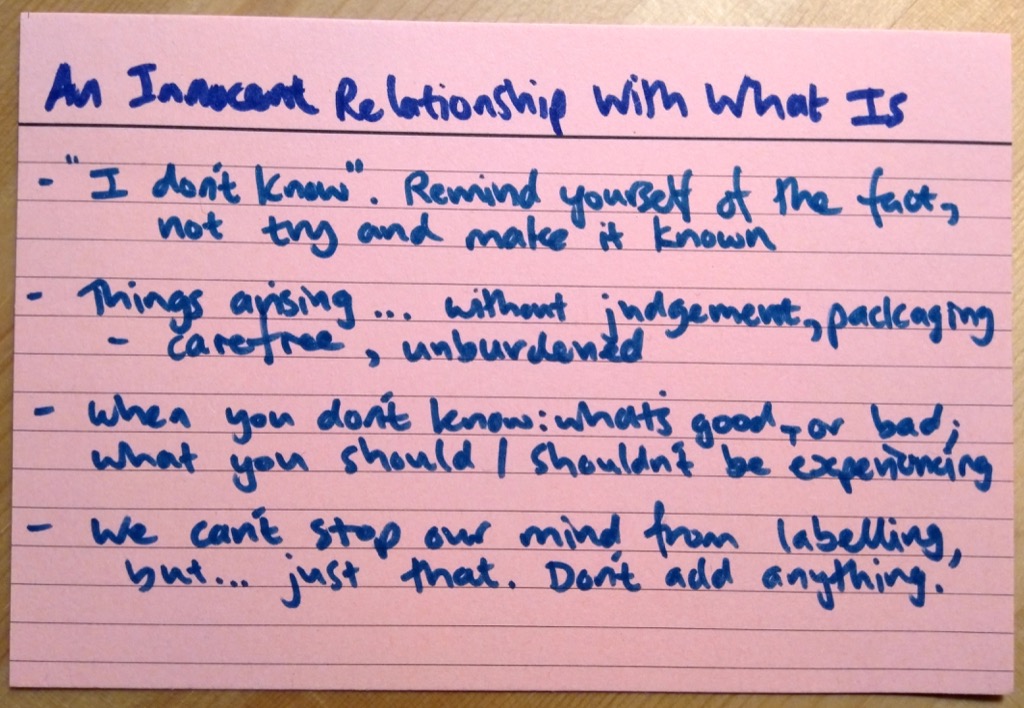 An Innocent Relationship With What Is
- "I don't know". Remind yourself of the fact,
not try and make it known
- Things arising... without judgement, packaging
- carefree, unburdened
- When you don't know: what's good, or bad;
what you should / shouldn't be experiencing
- We can't stop our mind from labelling,
but... just that. Don't add anything.